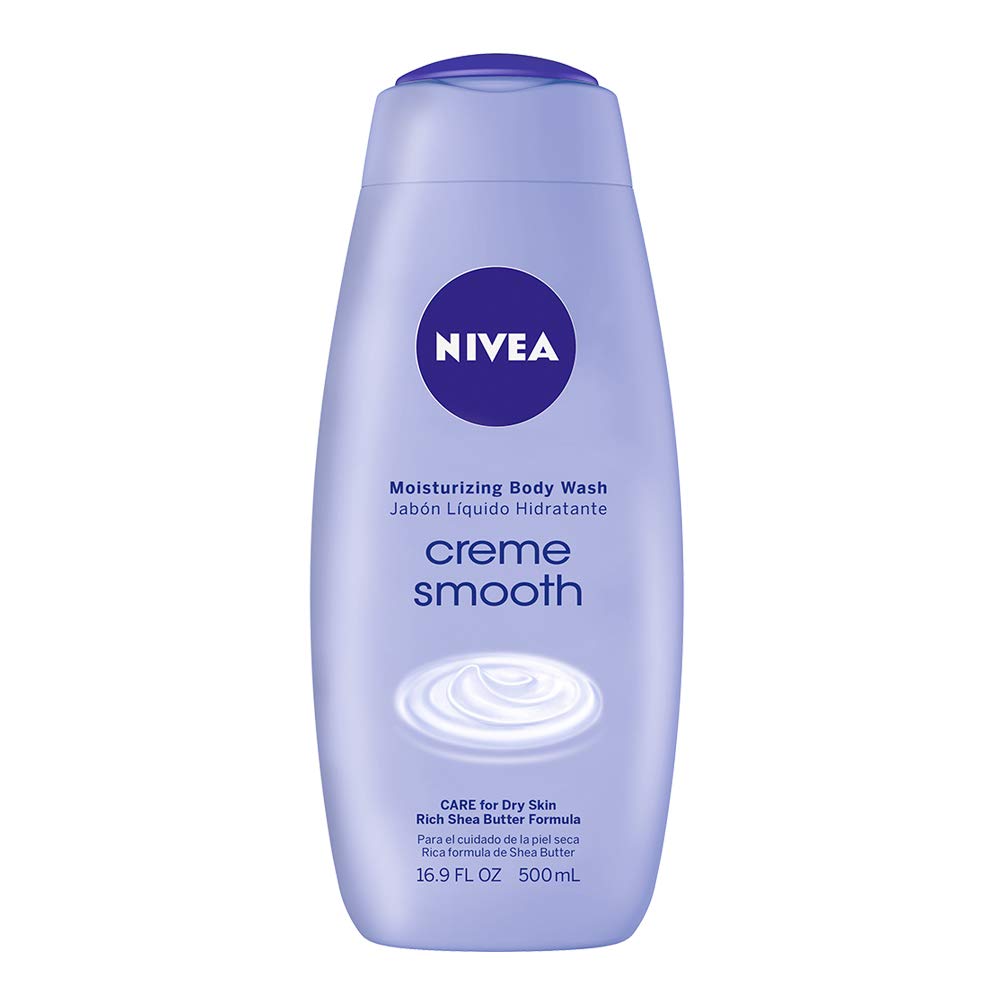 NIVEA
Moisturizing Body Wash
Jabón Líquido Hidratante
creme
smooth
CARE for Dry Skin
Rich Shea Butter Formula
Para el cuidado de la piel seca
Rica formula de Shea Butter
16.9 FL OZ 500mL